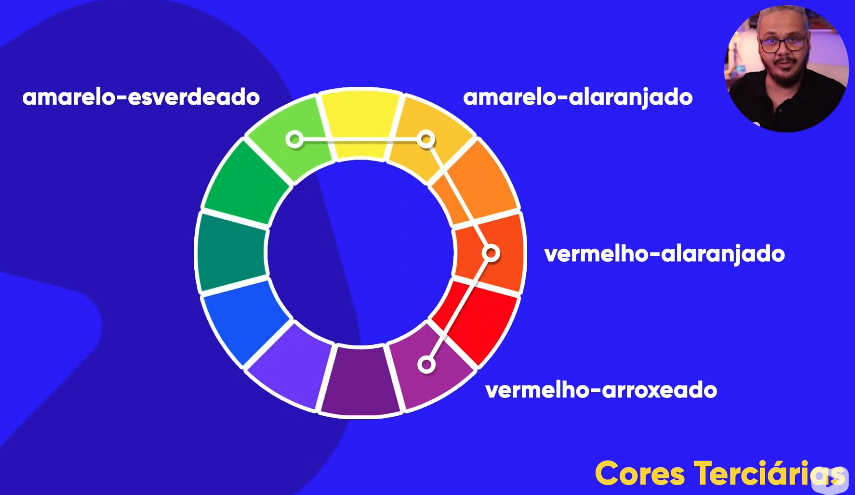 amarelo-esverdeado
amarelo-alaranjado
vermelho-alaranjado
vermelho-arroxeado
Cores Terciárias